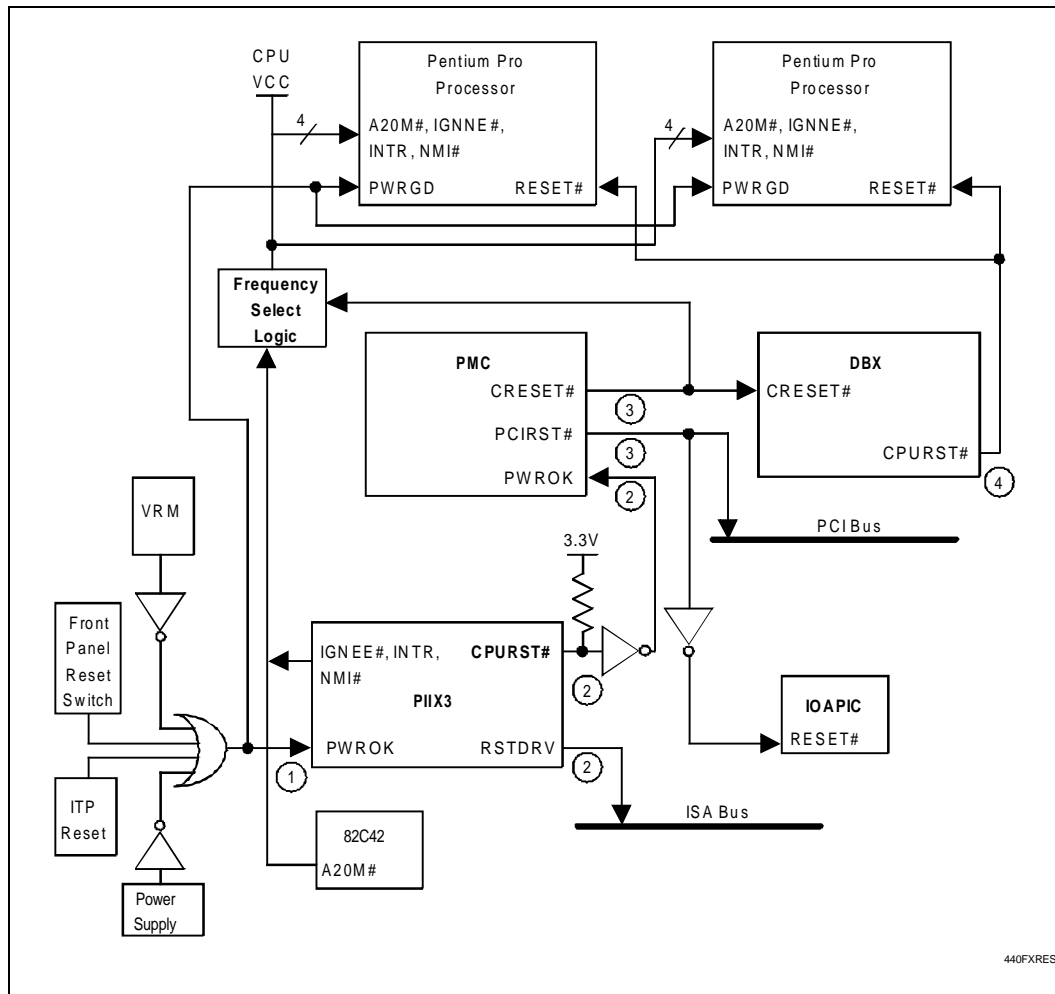 CPU
VCC
Pentium Pro
Processor
4
A20M#, IGNNE#,
INTR, NMI#
PWRGD
RESET#
Pentium Pro
Processor
4
A20M#, IGNNE#,
INTR, NMI#
PWRGD
RESET#
Frequency
Select
Logic
PMC
CRESET#
3
PCIRST#
3
PWROK
2
DBX
CRESET#
CPURST#
4
PCI Bus
VRM
3.3V
Front
Panel
Reset
Switch
IGNEE#, INTR,
NMI#
CPURST#
2
PIIX3
PWROK
1
RSTDRV
2
IOAPIC
RESET#
ITP
Reset
ISA Bus
82C42
A20M#
Power
Supply
440FXRES